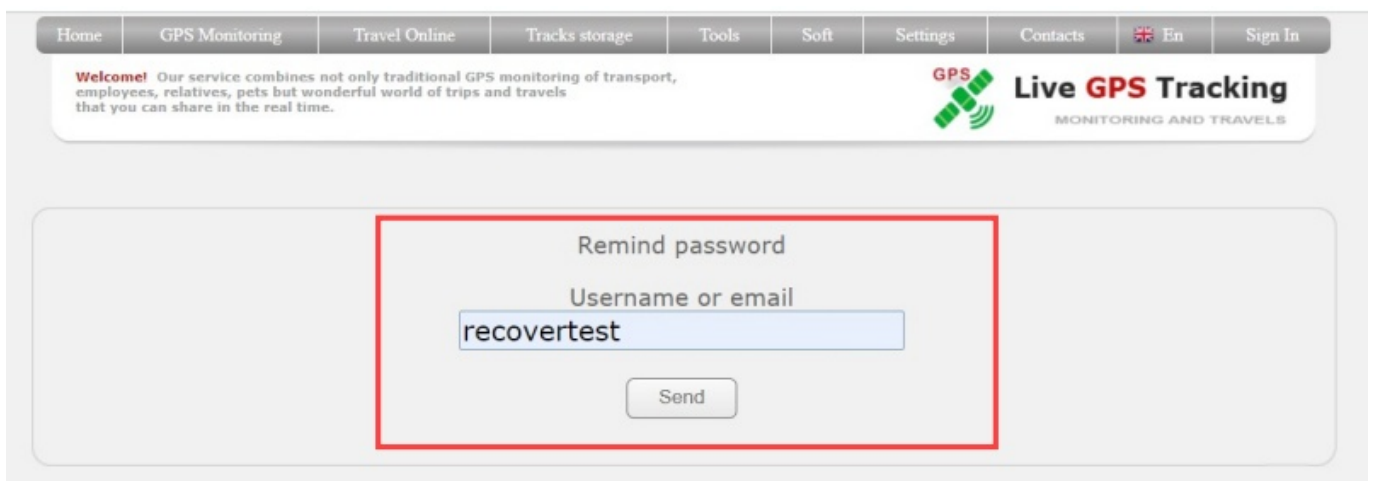 Home GPS Monitoring Travel Online Tracks storage Tools Soft Settings Contacts En Sign In
Welcome! Our service combines not only traditional GPS monitoring of transport,
employees, relatives, pets but wonderful world of trips and travels
that you can share in the real time.
GPS
Live GPS Tracking
MONITORING AND TRAVELS
Remind password
Username or email
recovertest
Send